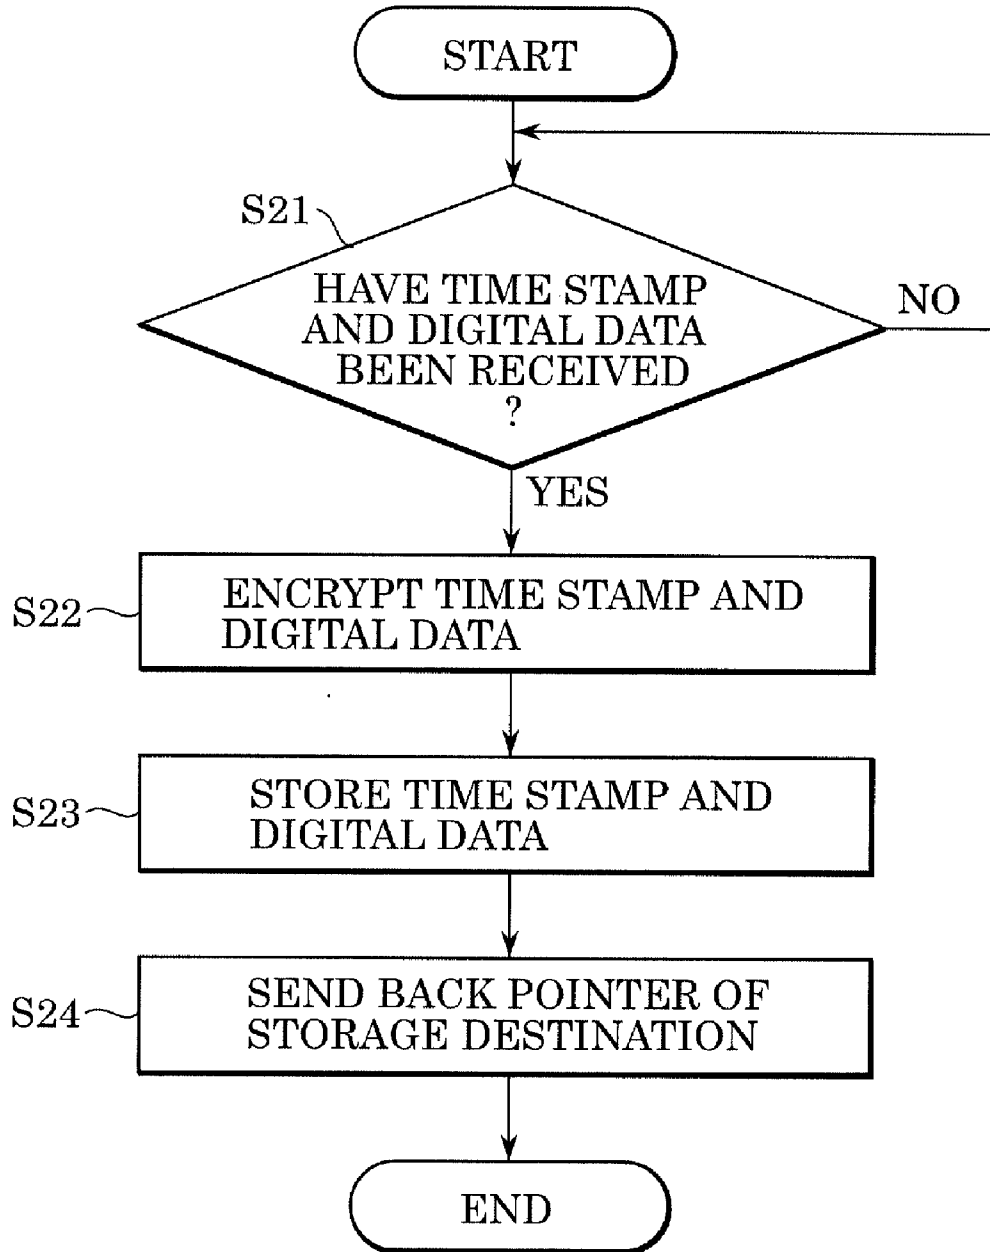 START
S21
HAVE TIME STAMP
AND DIGITAL DATA
BEEN RECEIVED
?
NO
YES
S22
ENCRYPT TIME STAMP AND
DIGITAL DATA
S23
STORE TIME STAMP AND
DIGITAL DATA
S24
SEND BACK POINTER OF
STORAGE DESTINATION
END